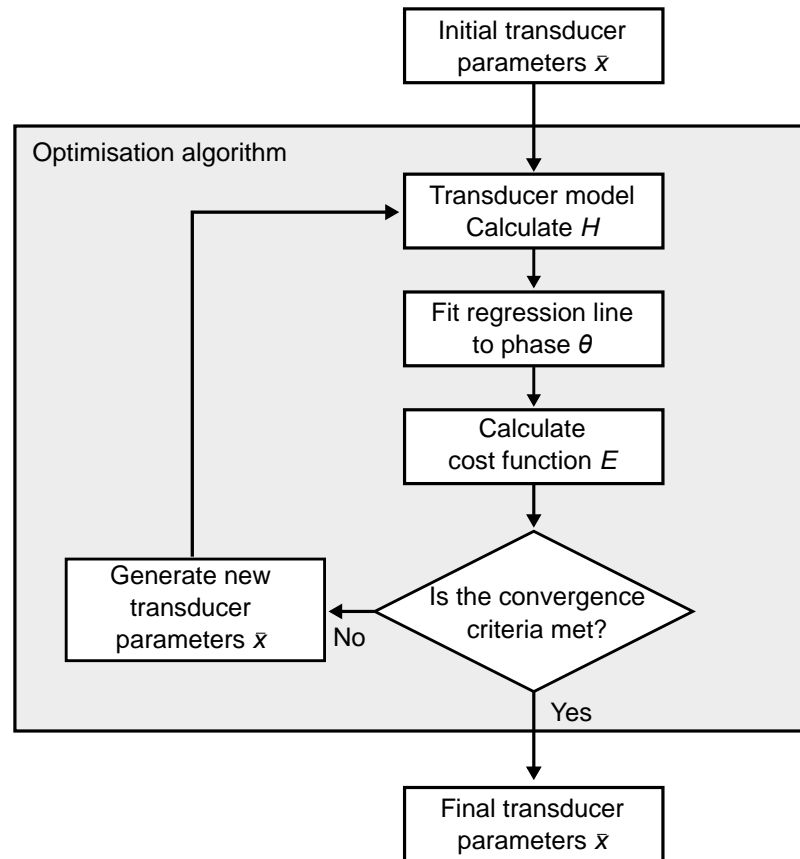 Initial transducer
parameters x̄
Optimisation algorithm
Transducer model
Calculate H
Fit regression line
to phase θ
Calculate
cost function E
Is the convergence
criteria met?
Generate new
transducer
parameters x̄
No
Yes
Final transducer
parameters x̄